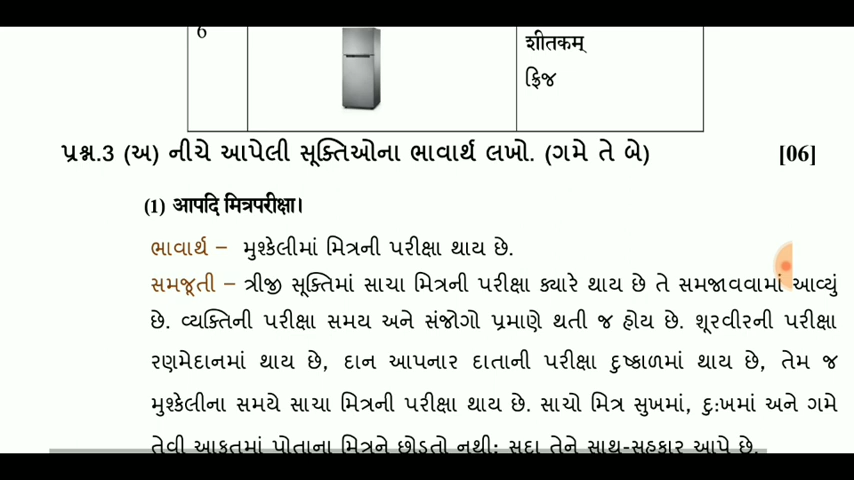 6
शीतकम्
ફ્રિજ
પ્રશ્ન.3 (અ) નીચે આપેલી સૂક્તિઓના ભાવાર્થ લખો. (ગમે તે બે) [06]
(1) आपदि मित्रपरीक्षा।
ભાવાર્થ – મુશ્કેલીમાં મિત્રની પરીક્ષા થાય છે.
સમજૂતી – ત્રીજી સૂક્તિમાં સાચા મિત્રની પરીક્ષા ક્યારે થાય છે તે સમજાવવામાં આવ્યું
છે. વ્યક્તિની પરીક્ષા સમય અને સંજોગો પ્રમાણે થતી જ હોય છે. શૂરવીરની પરીક્ષા
રણમેદાનમાં થાય છે, દાન આપનાર દાતાની પરીક્ષા દુષ્કાળમાં થાય છે, તેમ જ
મુશ્કેલીના સમયે સાચા મિત્રની પરીક્ષા થાય છે. સાચો મિત્ર સુખમાં, દુઃખમાં અને ગમે
તેવી આફતમાં પોતાના મિત્રને છોડતો નથી; સદા તેને સાથ-સહકાર આપે છે.